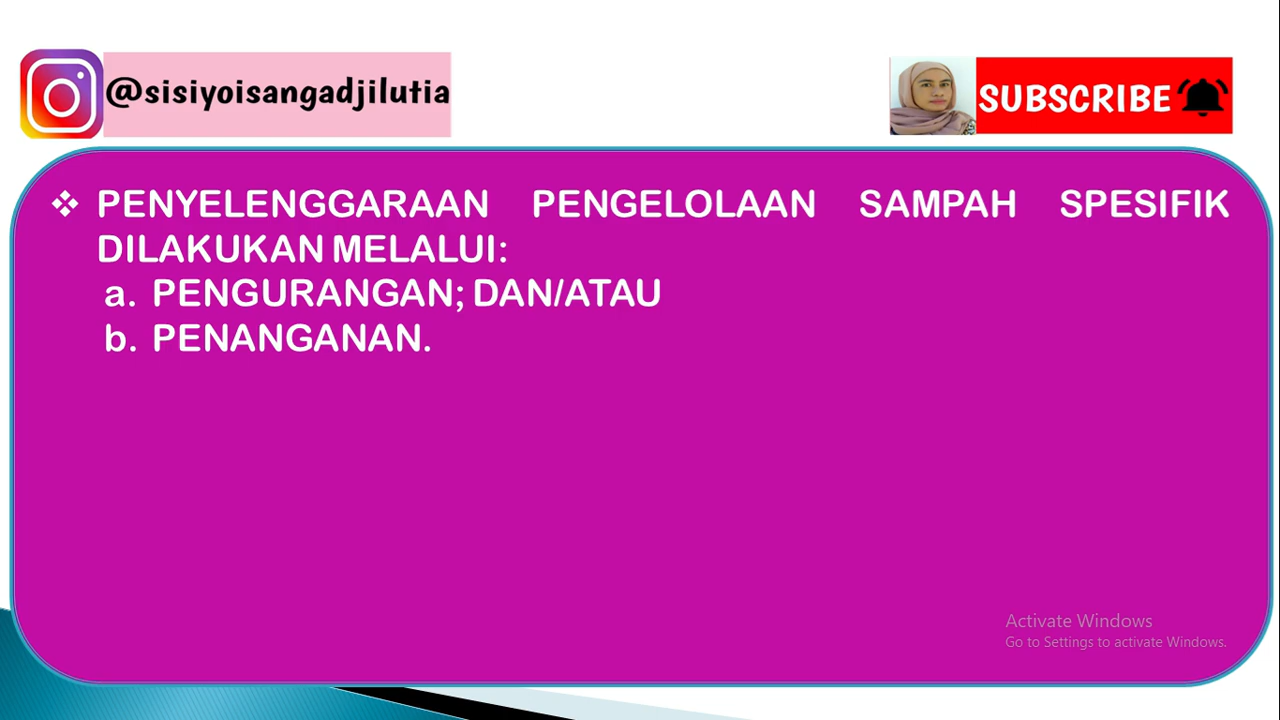 @sisiyoisangadjilutia
SUBSCRIBE
❖ PENYELENGGARAAN PENGELOLAAN SAMPAH SPESIFIK
DILAKUKAN MELALUI:
a. PENGURANGAN; DAN/ATAU
b. PENANGANAN.
Activate Windows
Go to Settings to activate Windows.